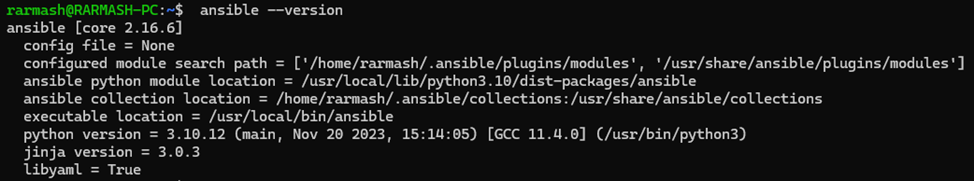 rarmash@RARMASH-PC:~$  ansible --version
ansible [core 2.16.6]
  config file = None
  configured module search path = ['/home/rarmash/.ansible/plugins/modules', '/usr/share/ansible/plugins/modules']
  ansible python module location = /usr/local/lib/python3.10/dist-packages/ansible
  ansible collection location = /home/rarmash/.ansible/collections:/usr/share/ansible/collections
  executable location = /usr/local/bin/ansible
  python version = 3.10.12 (main, Nov 20 2023, 15:14:05) [GCC 11.4.0] (/usr/bin/python3)
  jinja version = 3.0.3
  libyaml = True